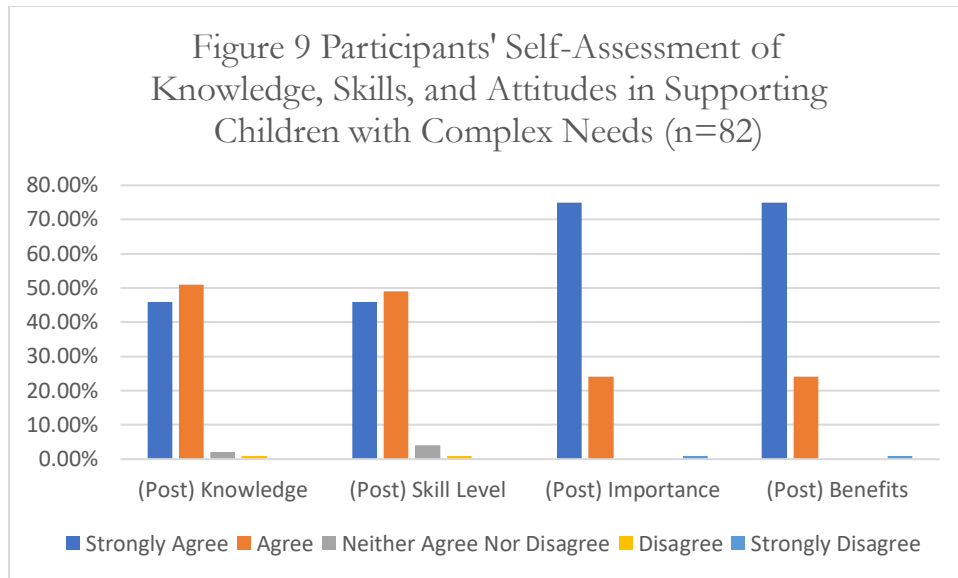 Figure 9 Participants' Self-Assessment of
Knowledge, Skills, and Attitudes in Supporting
Children with Complex Needs (n=82)
80.00%
70.00%
60.00%
50.00%
40.00%
30.00%
20.00%
10.00%
0.00%
(Post) Knowledge (Post) Skill Level (Post) Importance (Post) Benefits
Strongly Agree Agree Neither Agree Nor Disagree Disagree Strongly Disagree